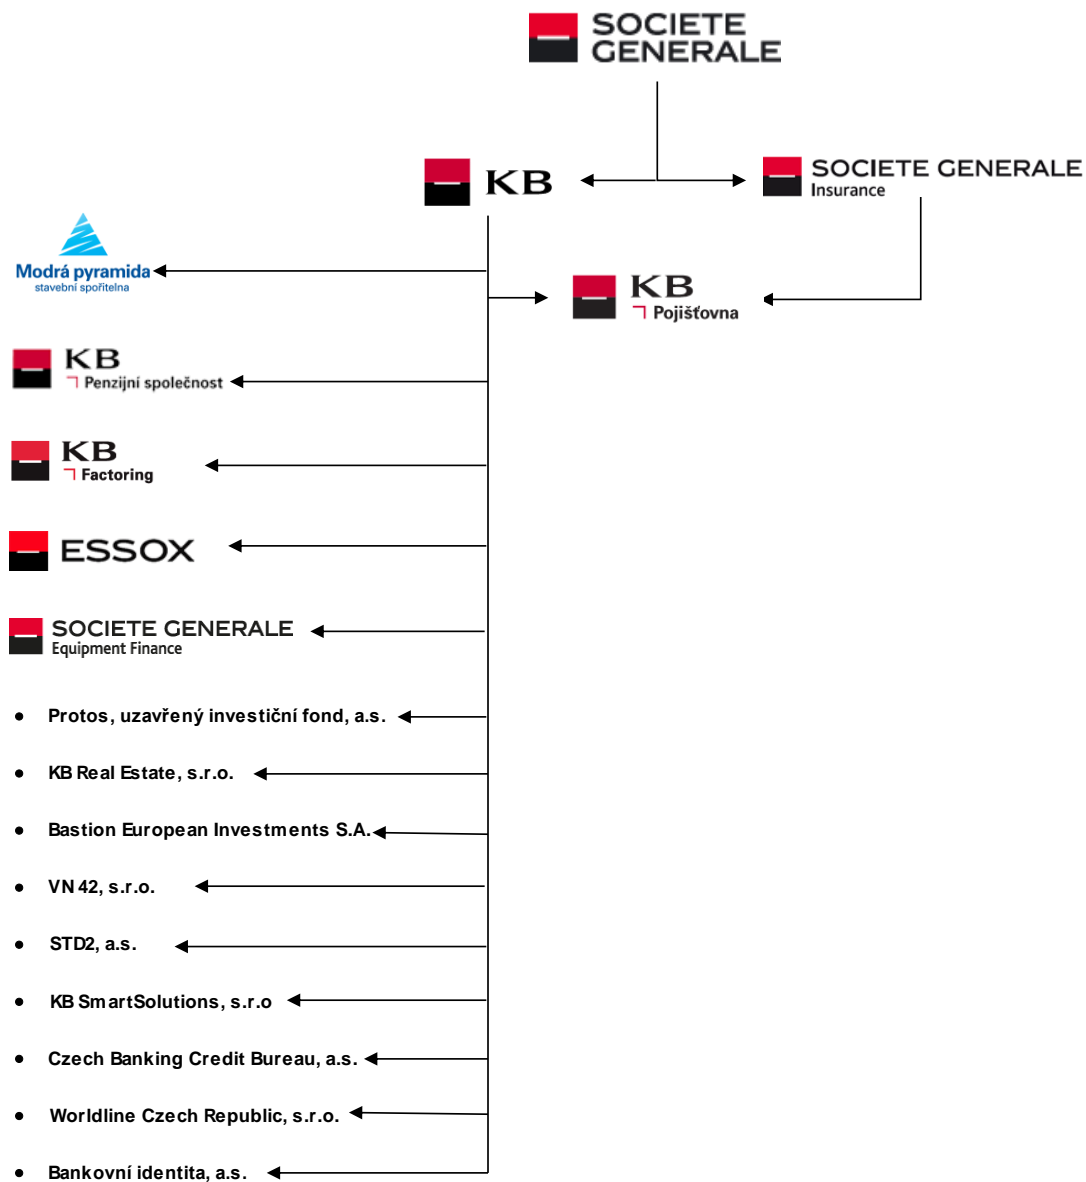 SOCIETE
GENERALE
KB
SOCIETE GENERALE
Insurance
Modrá pyramida
stavební spořitelna
KB
Pojišťovna
KB
Penzijní společnost
KB
Factoring
ESSOX
SOCIETE GENERALE
Equipment Finance
• Protos, uzavřený investiční fond, a.s.
• KB Real Estate, s.r.o.
• Bastion European Investments S.A.
• VN 42, s.r.o.
• STD2, a.s.
• KB SmartSolutions, s.r.o
• Czech Banking Credit Bureau, a.s.
• Worldline Czech Republic, s.r.o.
• Bankovní identita, a.s.